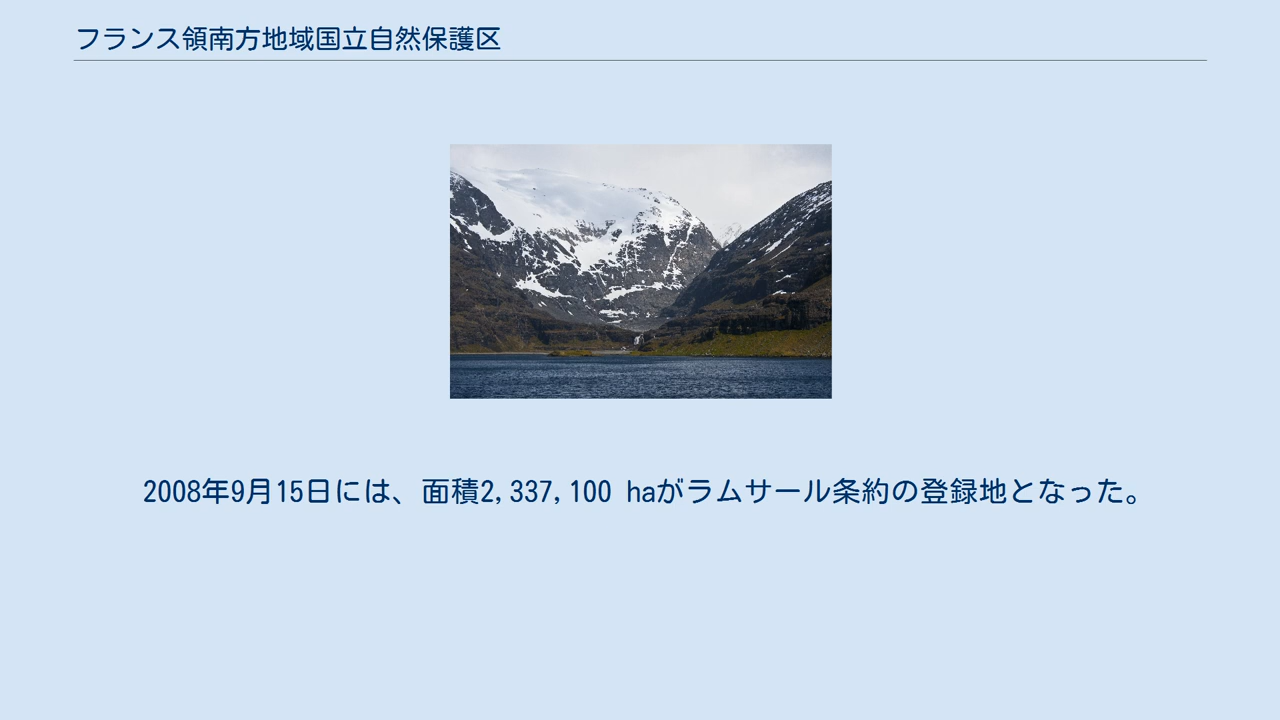 フランス領南方地域国立自然保護区
2008年9月15日には、面積2,337,100 haがラムサール条約の登録地となった。